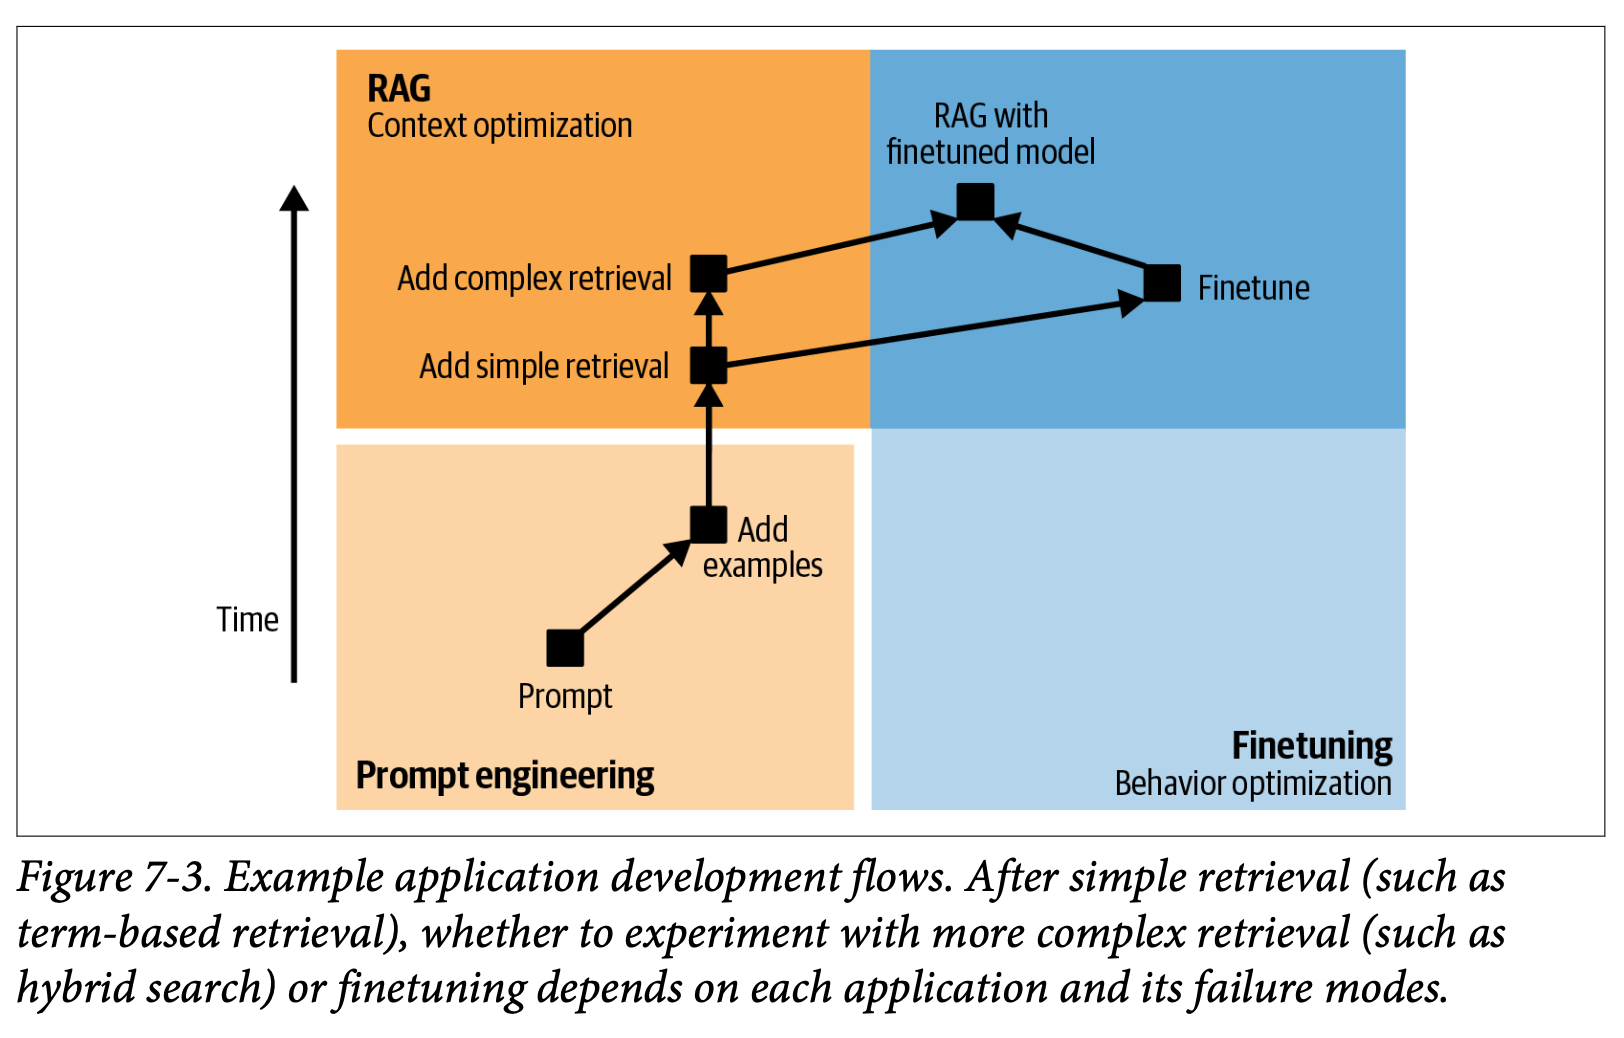 RAG
Context optimization
RAG with
finetuned model
Add complex retrieval
Finetune
Add simple retrieval
Add
examples
Time
Prompt
Prompt engineering
Finetuning
Behavior optimization
Figure 7-3. Example application development flows. After simple retrieval (such as
term-based retrieval), whether to experiment with more complex retrieval (such as
hybrid search) or finetuning depends on each application and its failure modes.